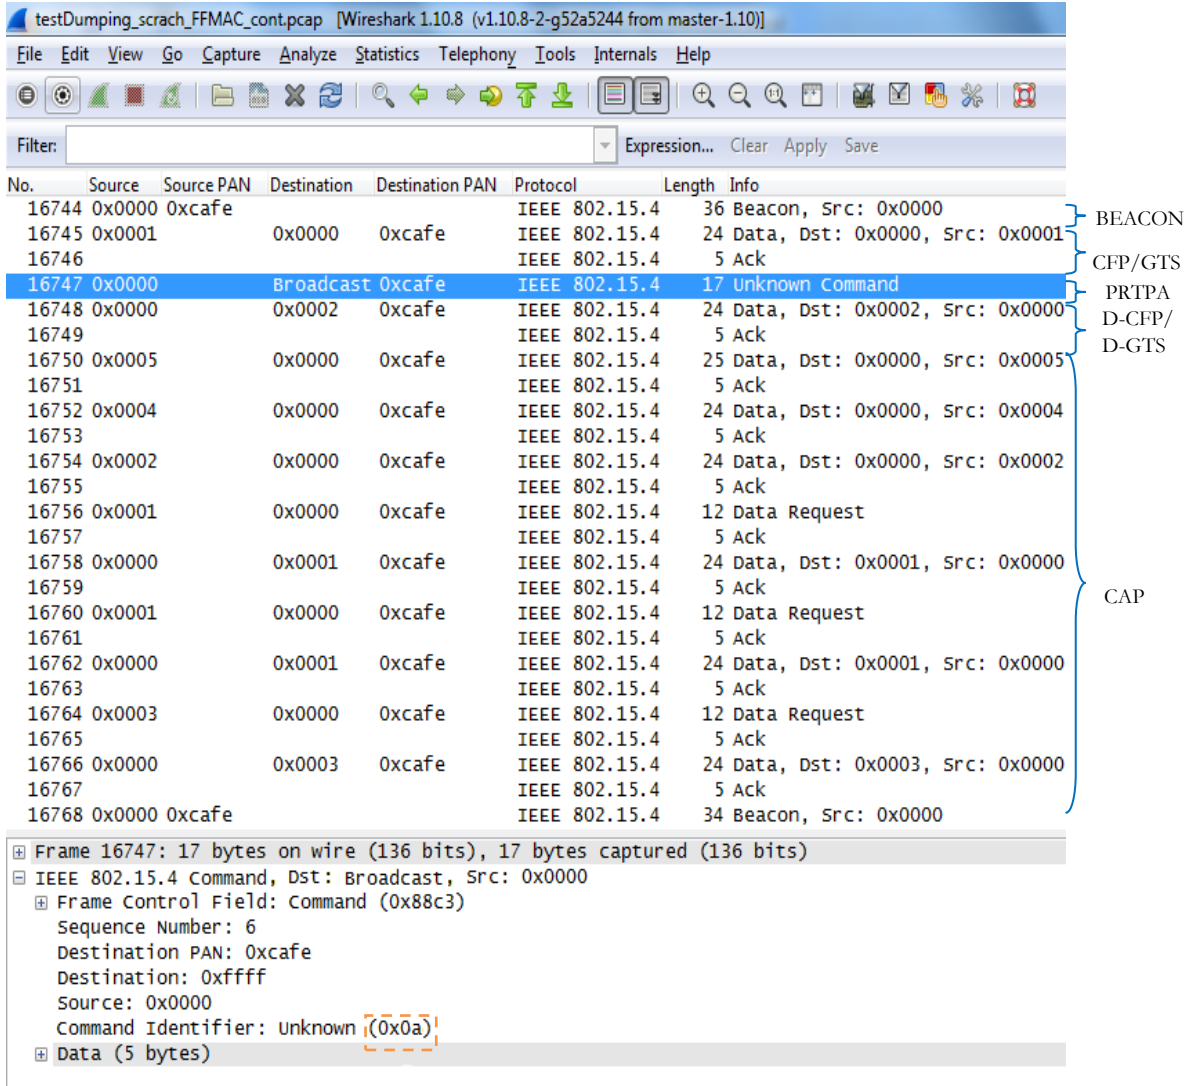 testDumping_scrach_FFMAC_cont.pcap [Wireshark 1.10.8 (v1.10.8-2-g52a5244 from master-1.10)]
File Edit View Go Capture Analyze Statistics Telephony Tools Internals Help
Filter: Expression... Clear Apply Save
No. Source Source PAN Destination Destination PAN Protocol Length Info
16744 0x0000 0xcafe IEEE 802.15.4 36 Beacon, Src: 0x0000
BEACON
16745 0x0001 0x0000 0xcafe IEEE 802.15.4 24 Data, Dst: 0x0000, Src: 0x0001
16746 IEEE 802.15.4 5 Ack
CFP/GTS
16747 0x0000 Broadcast 0xcafe IEEE 802.15.4 17 Unknown Command
PRTPA
16748 0x0000 0x0002 0xcafe IEEE 802.15.4 24 Data, Dst: 0x0002, Src: 0x0000
D-CFP/
16749 IEEE 802.15.4 5 Ack
D-GTS
16750 0x0005 0x0000 0xcafe IEEE 802.15.4 25 Data, Dst: 0x0000, Src: 0x0005
16751 IEEE 802.15.4 5 Ack
16752 0x0004 0x0000 0xcafe IEEE 802.15.4 24 Data, Dst: 0x0000, Src: 0x0004
16753 IEEE 802.15.4 5 Ack
16754 0x0002 0x0000 0xcafe IEEE 802.15.4 24 Data, Dst: 0x0000, Src: 0x0002
16755 IEEE 802.15.4 5 Ack
16756 0x0001 0x0000 0xcafe IEEE 802.15.4 12 Data Request
16757 IEEE 802.15.4 5 Ack
16758 0x0000 0x0001 0xcafe IEEE 802.15.4 24 Data, Dst: 0x0001, Src: 0x0000
16759 IEEE 802.15.4 5 Ack
CAP
16760 0x0001 0x0000 0xcafe IEEE 802.15.4 12 Data Request
16761 IEEE 802.15.4 5 Ack
16762 0x0000 0x0001 0xcafe IEEE 802.15.4 24 Data, Dst: 0x0001, Src: 0x0000
16763 IEEE 802.15.4 5 Ack
16764 0x0003 0x0000 0xcafe IEEE 802.15.4 12 Data Request
16765 IEEE 802.15.4 5 Ack
16766 0x0000 0x0003 0xcafe IEEE 802.15.4 24 Data, Dst: 0x0003, Src: 0x0000
16767 IEEE 802.15.4 5 Ack
16768 0x0000 0xcafe IEEE 802.15.4 34 Beacon, Src: 0x0000
Frame 16747: 17 bytes on wire (136 bits), 17 bytes captured (136 bits)
IEEE 802.15.4 Command, Dst: Broadcast, Src: 0x0000
Frame Control Field: Command (0x88c3)
Sequence Number: 6
Destination PAN: 0xcafe
Destination: 0xffff
Source: 0x0000
Command Identifier: Unknown (0x0a)
Data (5 bytes)